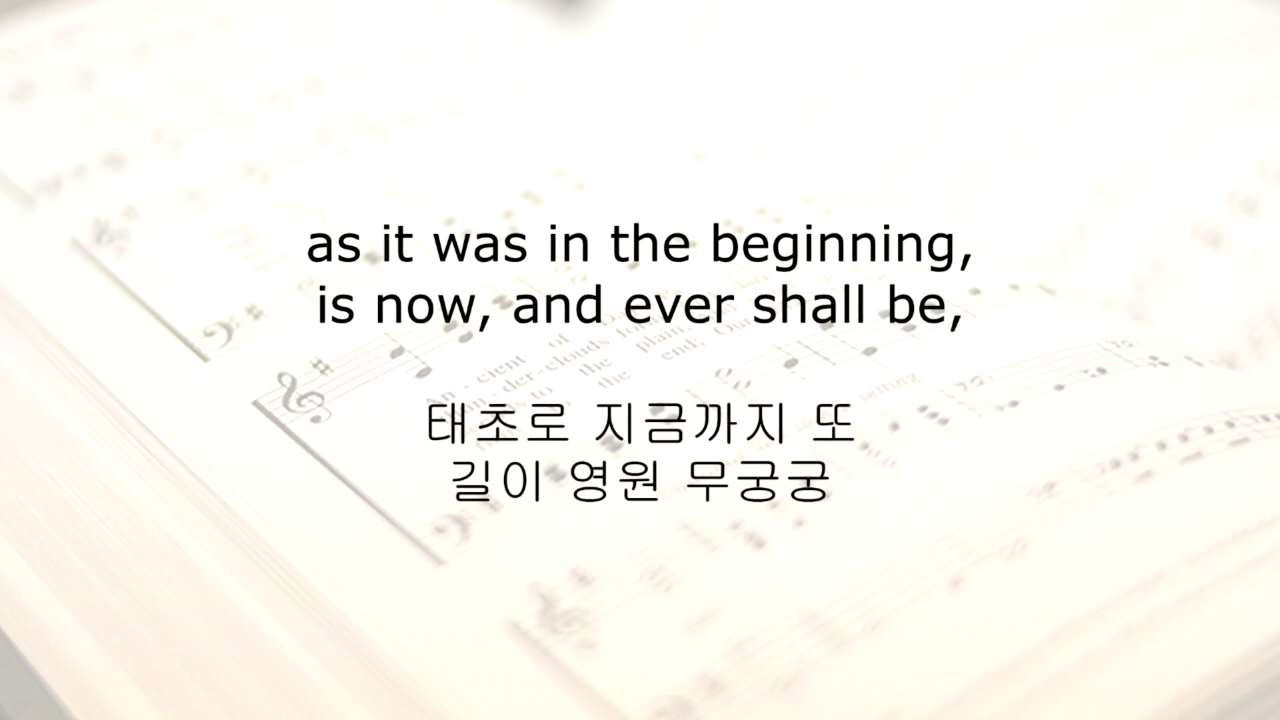 as it was in the beginning,
is now, and ever shall be,
태초로 지금까지 또
길이 영원 무궁궁